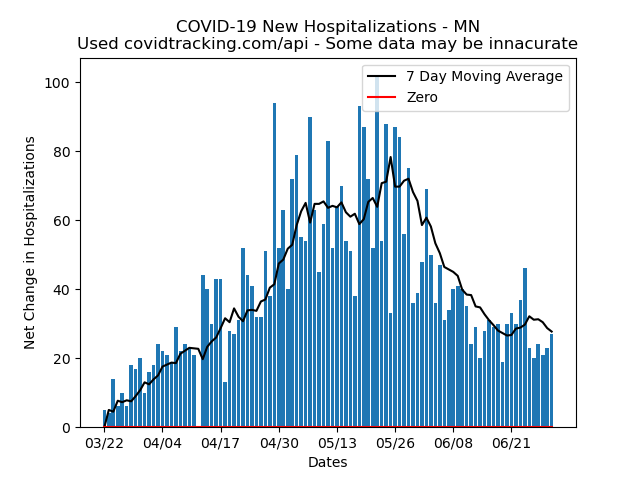 COVID-19 New Hospitalizations - MN
Used covidtracking.com/api - Some data may be innacurate
7 Day Moving Average
Zero
Net Change in Hospitalizations
100
80
60
40
20
0
03/22 04/04 04/17 04/30 05/13 05/26 06/08 06/21
Dates